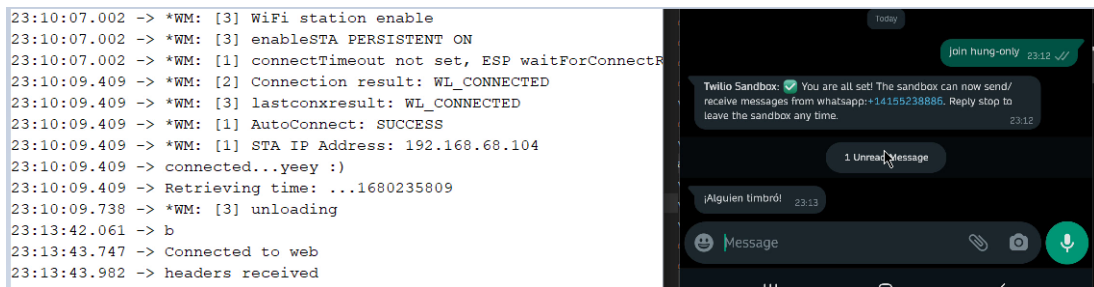 23:10:07.002 -> *WM: [3] WiFi station enable
23:10:07.002 -> *WM: [3] enableSTA PERSISTENT ON
23:10:07.002 -> *WM: [1] connectTimeout not set, ESP waitForConnectR
23:10:09.409 -> *WM: [2] Connection result: WL_CONNECTED
23:10:09.409 -> *WM: [3] lastconxresult: WL_CONNECTED
23:10:09.409 -> *WM: [1] AutoConnect: SUCCESS
23:10:09.409 -> *WM: [1] STA IP Address: 192.168.68.104
23:10:09.409 -> connected...yeey :)
23:10:09.409 -> Retrieving time: ...1680235809
23:10:09.738 -> *WM: [3] unloading
23:13:42.061 -> b
23:13:43.747 -> Connected to web
23:13:43.982 -> headers received
Today
join hung-only 23:12
Twilio Sandbox: ✅ You are all set! The sandbox can now send/
receive messages from whatsapp:+14155238886. Reply stop to
leave the sandbox any time.
23:12
1 Unread Message
¡Alguien timbró! 23:13
Message